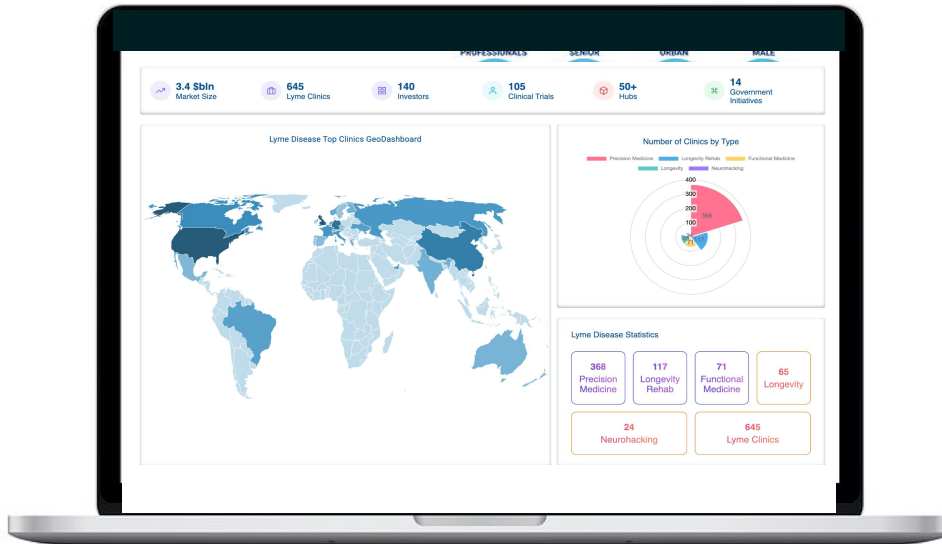 PROFESSIONALS
SENIOR
URBAN
MALE
3.4 $bln
Market Size
645
Lyme Clinics
140
Investors
105
Clinical Trials
50+
Hubs
14
Government
Initiatives
Lyme Disease Top Clinics GeoDashboard
Number of Clinics by Type
Precision Medicine
Longevity Rehab
Functional Medicine
Longevity
Neurohacking
400
300
200
100
368
Lyme Disease Statistics
368
Precision
Medicine
117
Longevity
Rehab
71
Functional
Medicine
65
Longevity
24
Neurohacking
645
Lyme Clinics